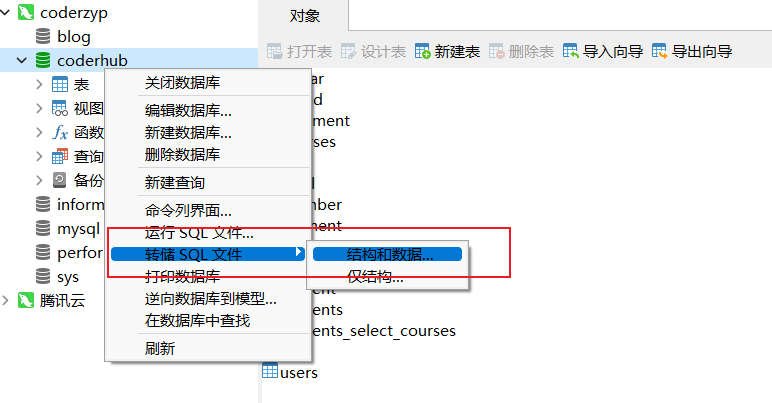 coderzyp
blog
coderhub
表
视图
函数
查询
备份
inform
mysql
perfor
sys
腾讯云
关闭数据库
编辑数据库...
新建数据库...
删除数据库
新建查询
命令列界面...
运行 SQL 文件...
转储 SQL 文件
打印数据库
逆向数据库到模型...
在数据库中查找
刷新
结构和数据...
仅结构...
对象
打开表 设计表 新建表 删除表 导入向导 导出向导
ar
d
ment
ses
l
nber
ment
ent
ents
ents_select_courses
users